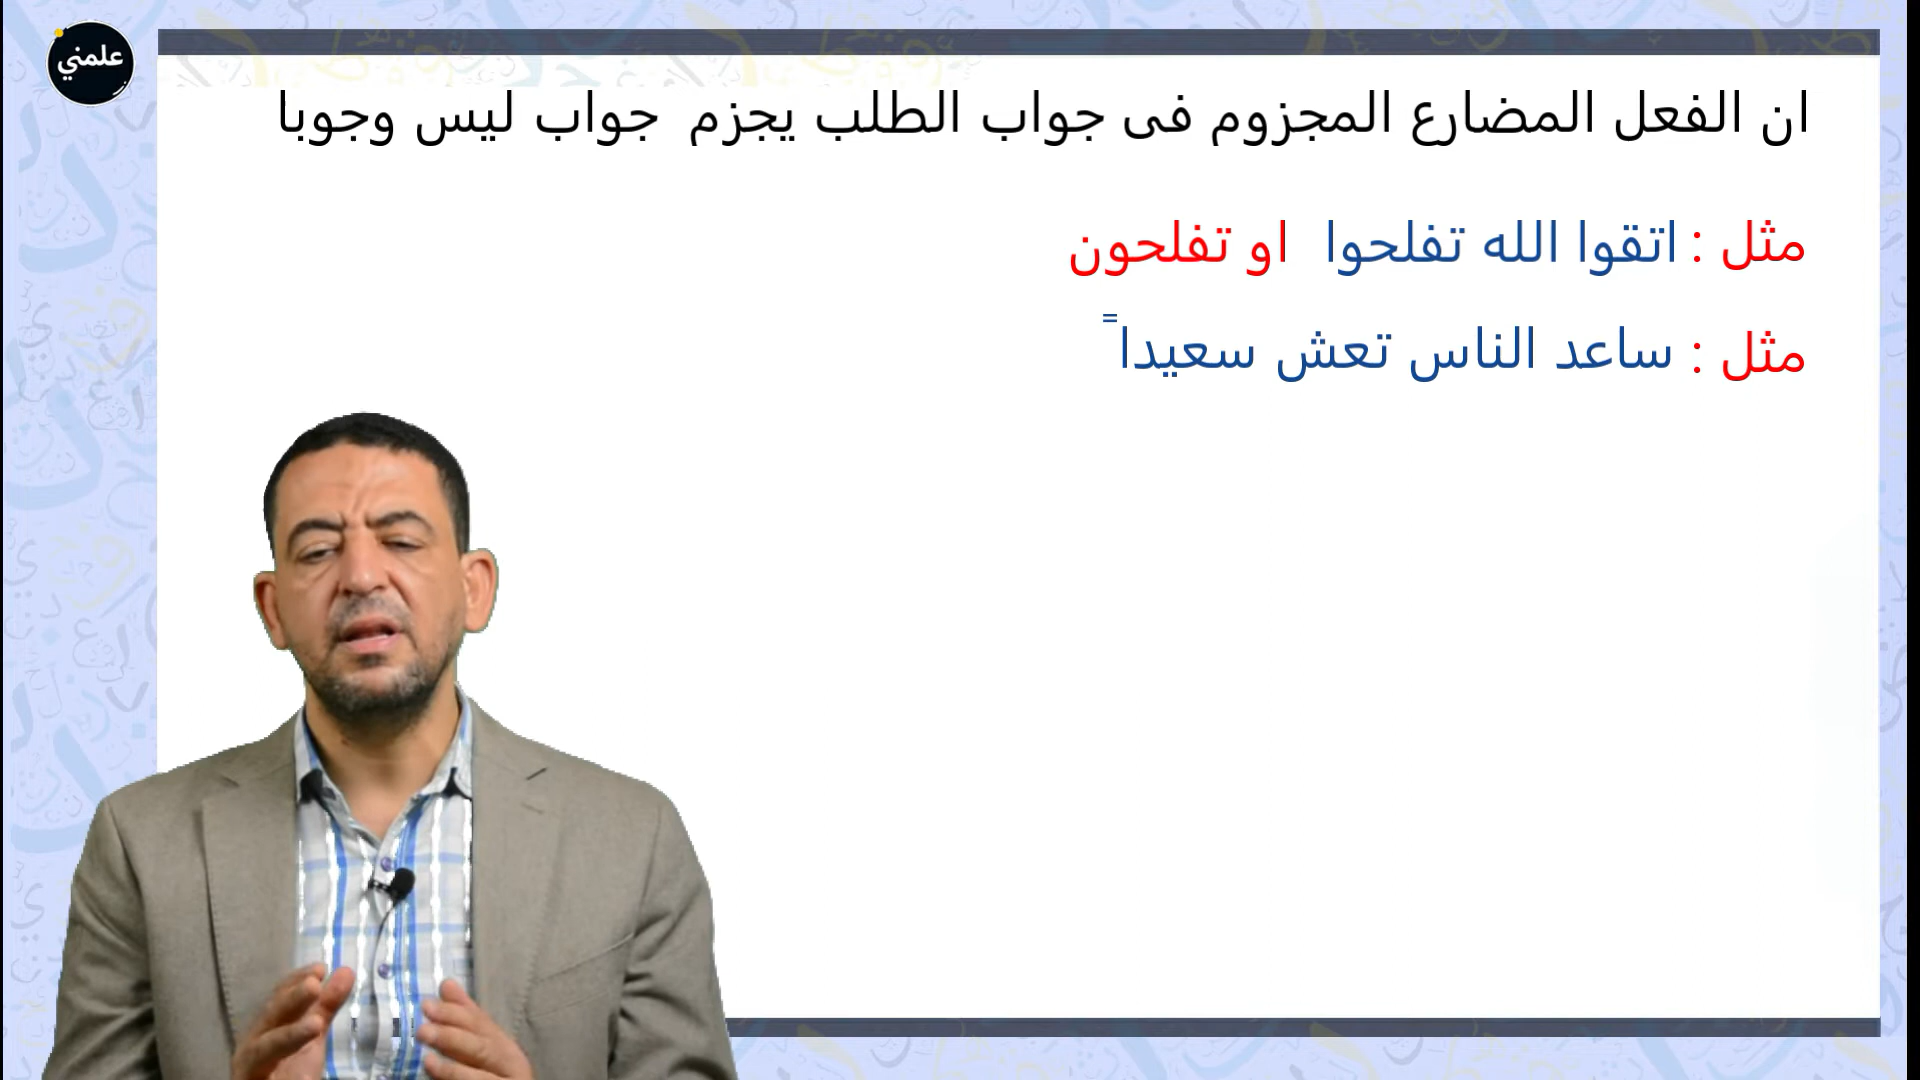 علمني
ان الفعل المضارع المجزوم فى جواب الطلب يجزم جواب ليس وجوبا
مثل : اتقوا الله تفلحوا او تفلحون
مثل : ساعد الناس تعش سعيدا